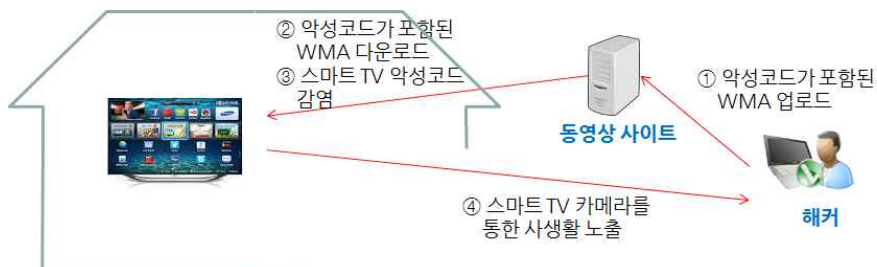 ② 악성코드가 포함된
WMA 다운로드
③ 스마트 TV 악성코드
감염
① 악성코드가 포함된
WMA 업로드
동영상 사이트
④ 스마트 TV 카메라를
통한 사생활 노출
해커